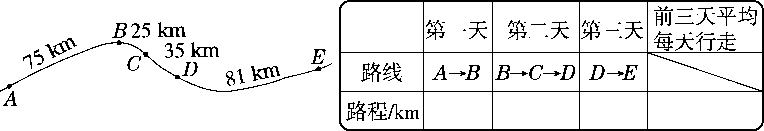 75 km
B 25 km
C 35 km
D
81 km
E
A
第一天 第二天 第三天 前三天平均每天行走
路线 A→B B→C→D D→E
路程/km